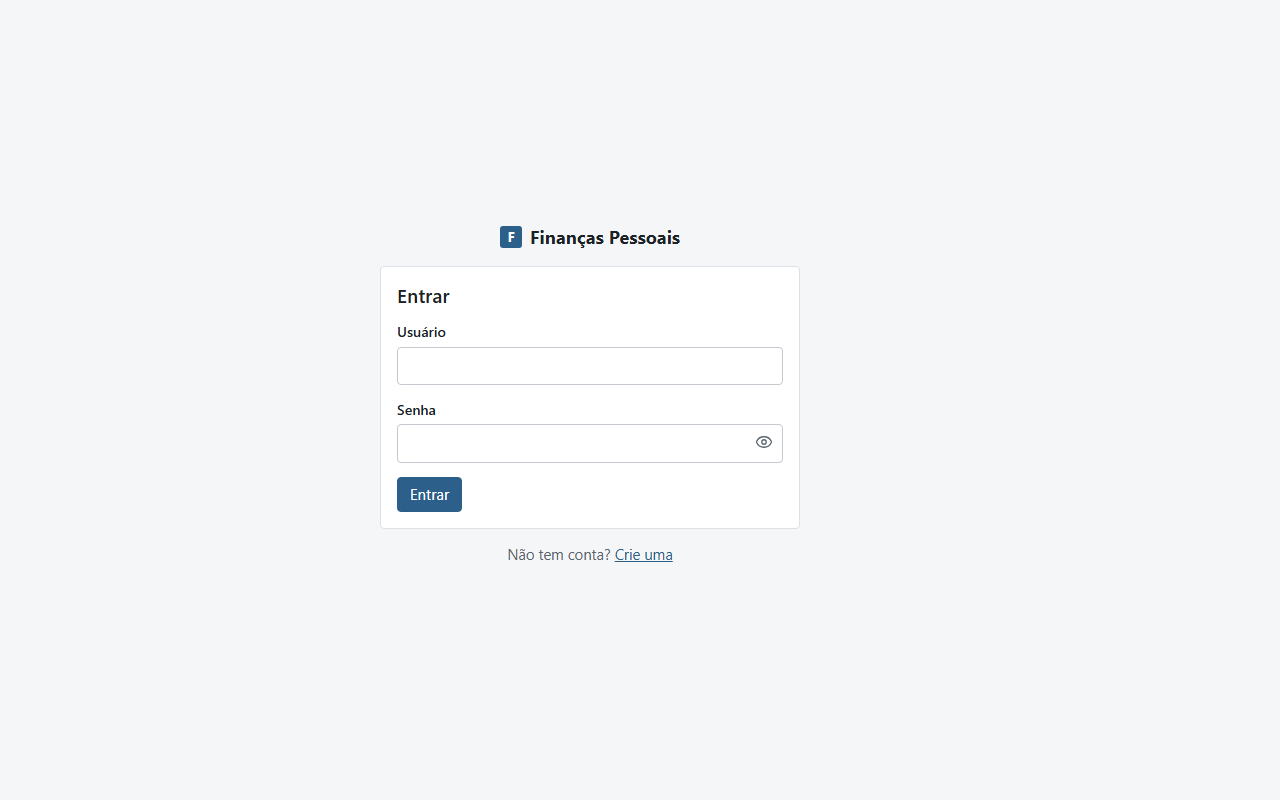 F Finanças Pessoais
Entrar
Usuário
Senha
Entrar
Não tem conta? Crie uma